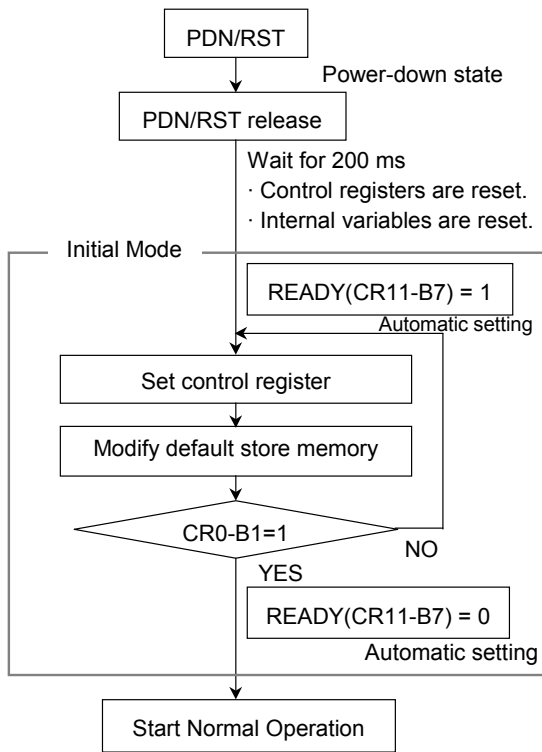 PDN/RST
Power-down state
PDN/RST release
Wait for 200 ms
· Control registers are reset.
· Internal variables are reset.
Initial Mode
READY(CR11-B7) = 1
Automatic setting
Set control register
Modify default store memory
CR0-B1=1
NO
YES
READY(CR11-B7) = 0
Automatic setting
Start Normal Operation